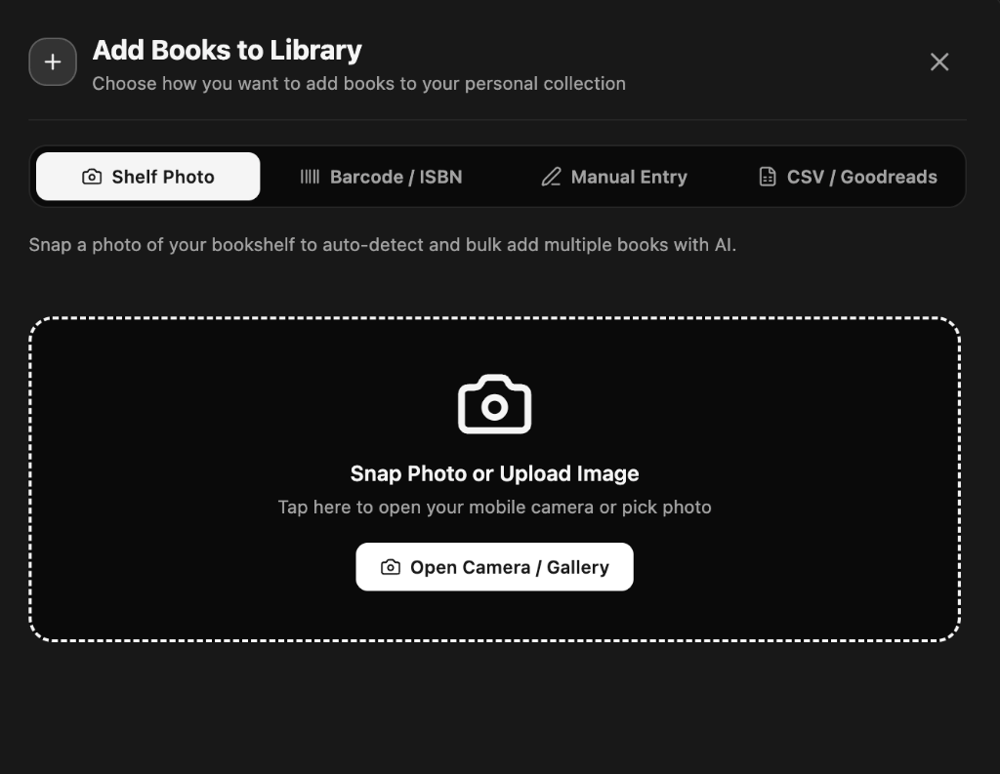 Add Books to Library
Choose how you want to add books to your personal collection
Shelf Photo
Barcode / ISBN
Manual Entry
CSV / Goodreads
Snap a photo of your bookshelf to auto-detect and bulk add multiple books with AI.
Snap Photo or Upload Image
Tap here to open your mobile camera or pick photo
Open Camera / Gallery